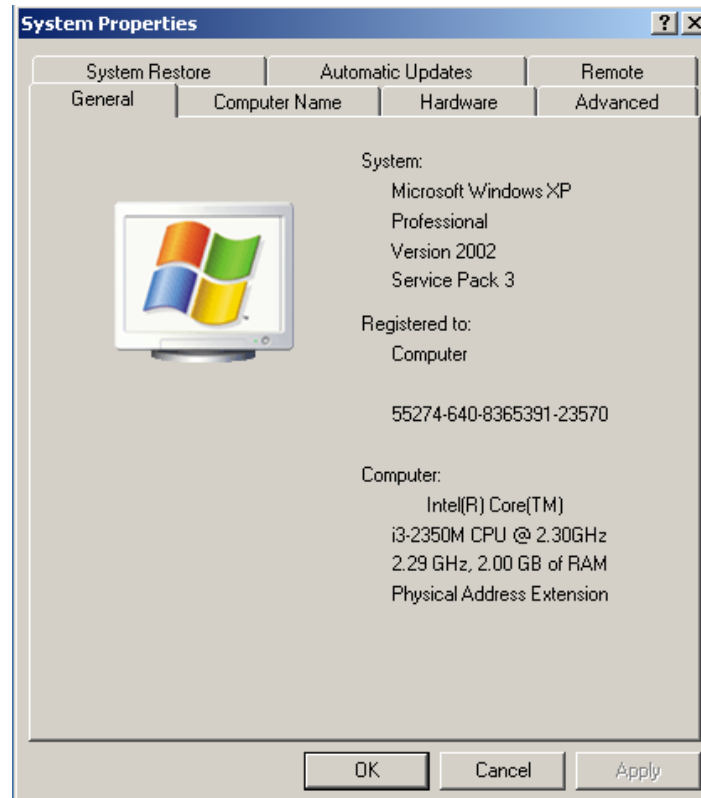 System Properties
System Restore Automatic Updates Remote
General Computer Name Hardware Advanced
System:
Microsoft Windows XP
Professional
Version 2002
Service Pack 3
Registered to:
Computer
55274-640-8365391-23570
Computer:
Intel(R) Core(TM)
i3-2350M CPU @ 2.30GHz
2.29 GHz, 2.00 GB of RAM
Physical Address Extension
OK Cancel Apply